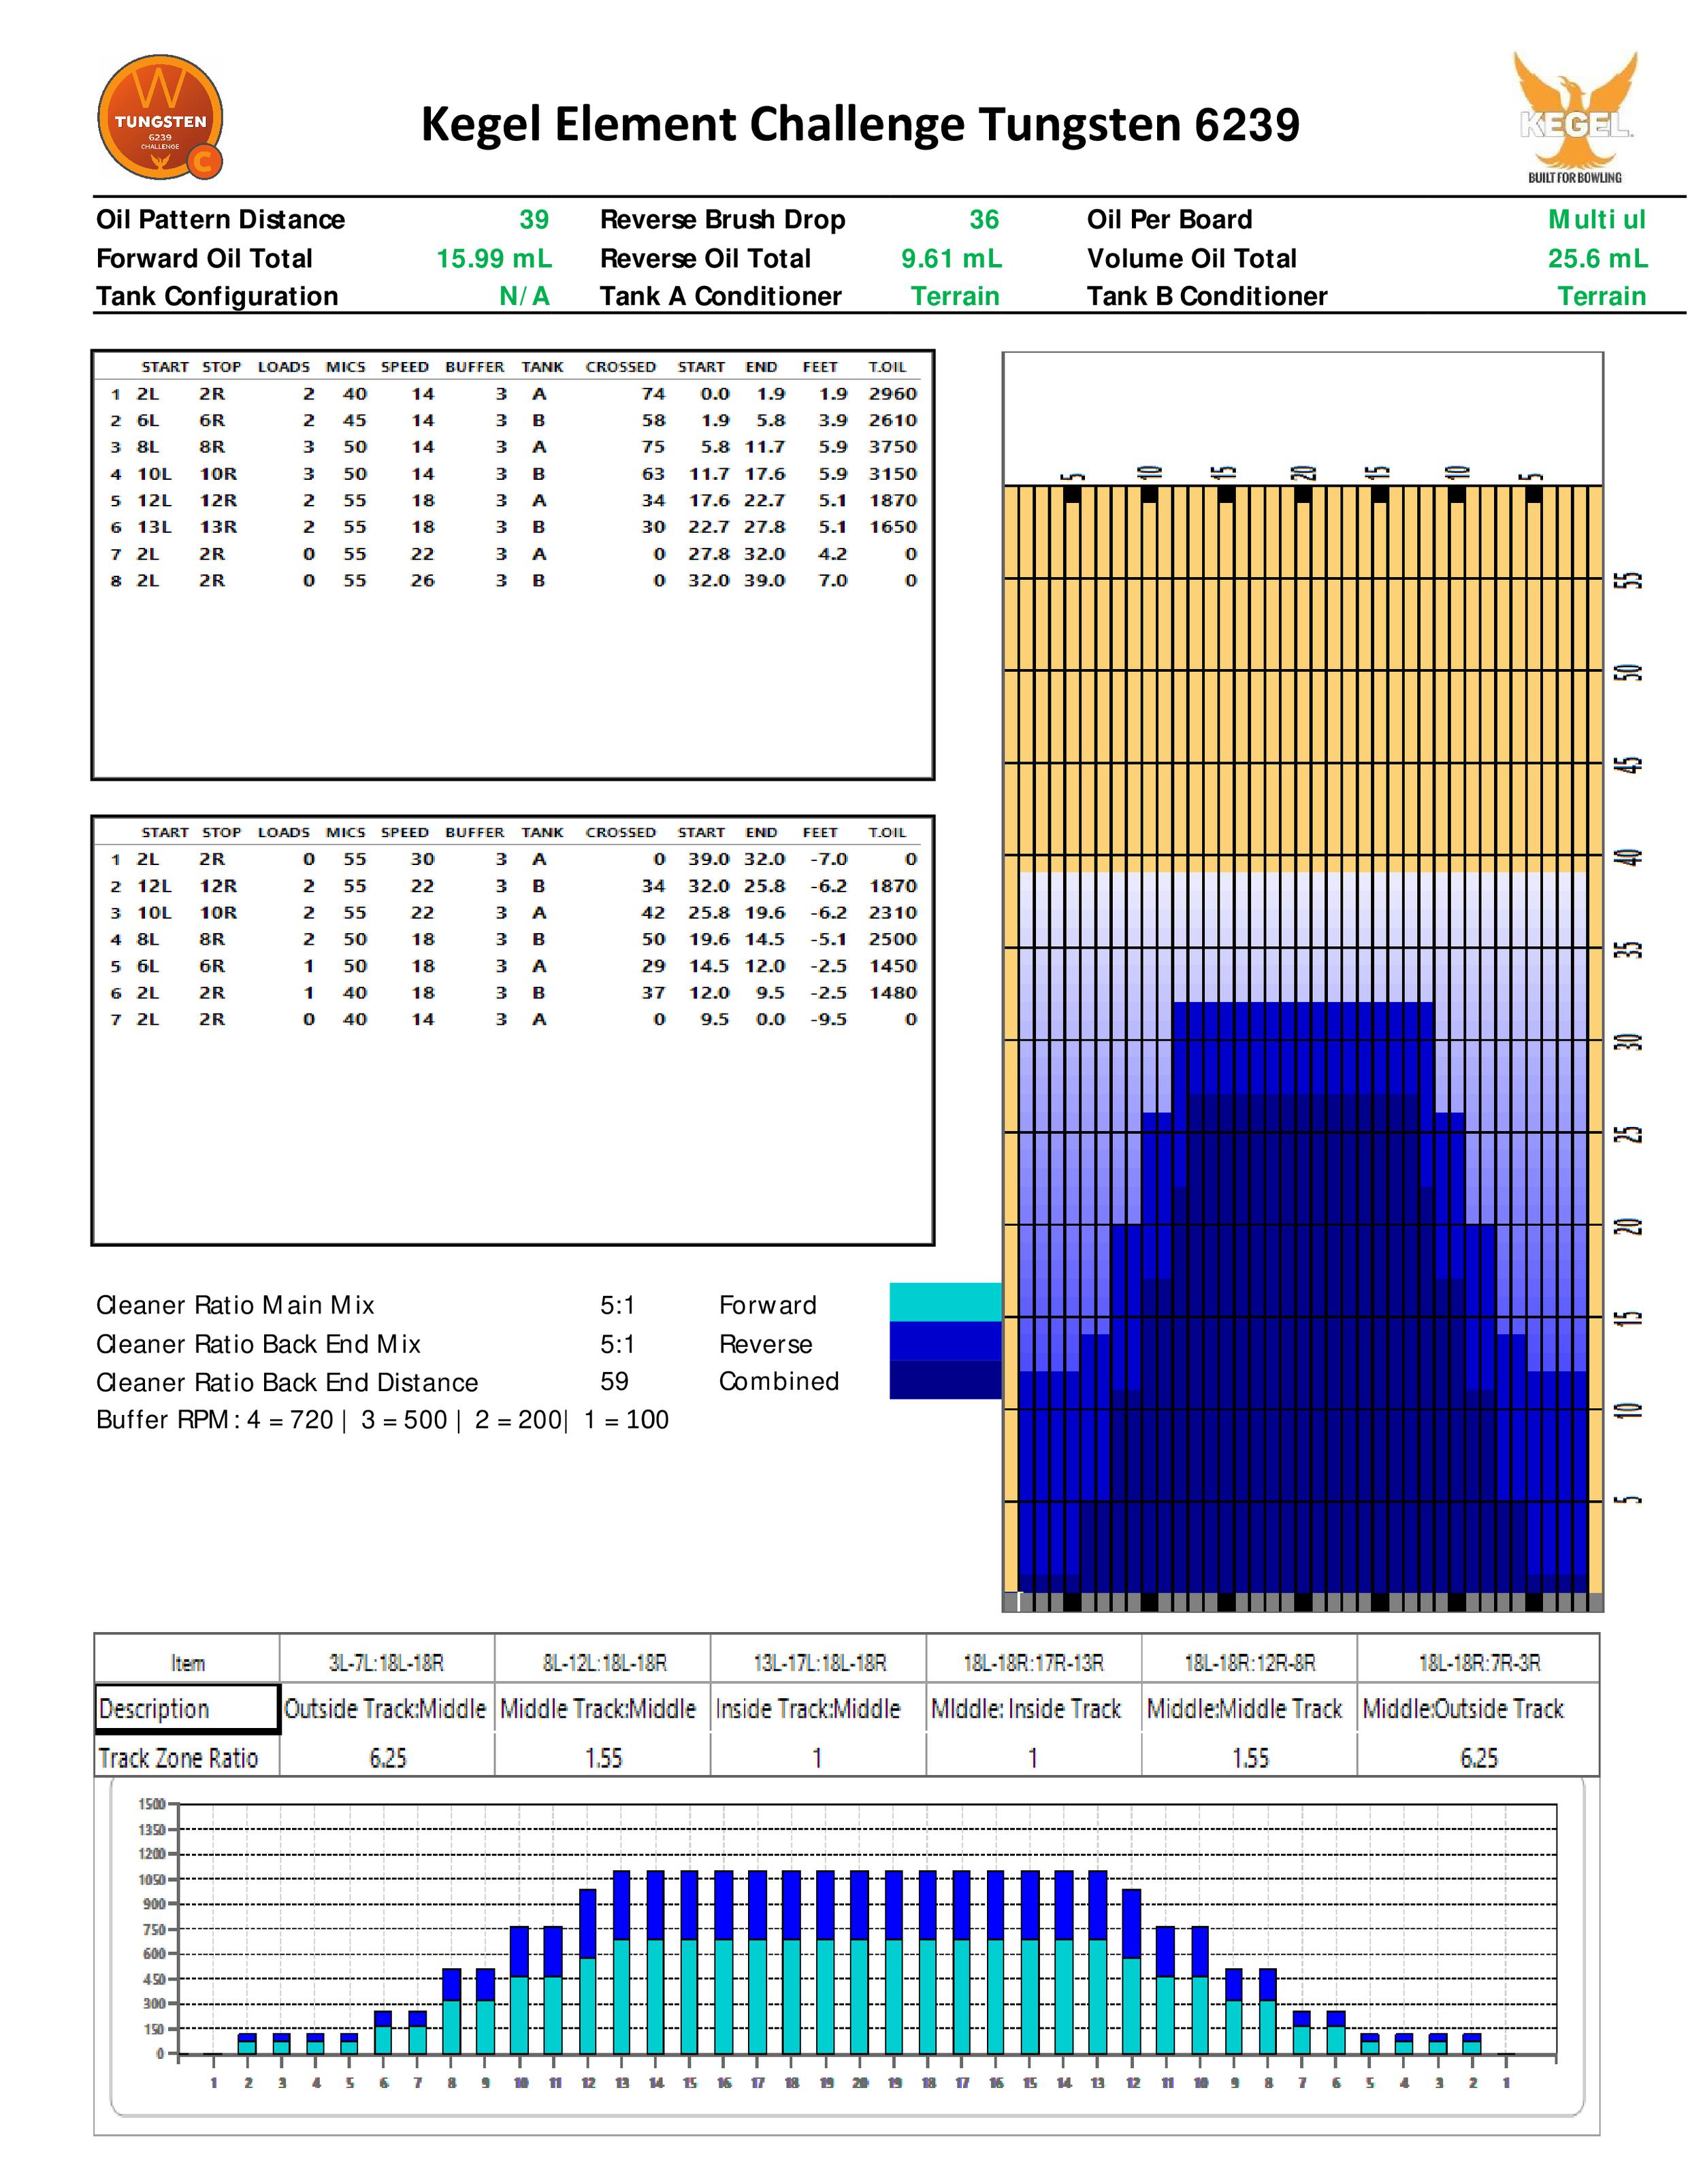 W
TUNGSTEN
6239
CHALLENGE
C
Kegel Element Challenge Tungsten 6239
KEGEL
BUILT FOR BOWLING
Oil Pattern Distance 39 Reverse Brush Drop 36 Oil Per Board Multi ul
Forward Oil Total 15.99 mL Reverse Oil Total 9.61 mL Volume Oil Total 25.6 mL
Tank Configuration N/A Tank A Conditioner Terrain Tank B Conditioner Terrain
START STOP LOADS MICS SPEED BUFFER TANK CROSSED START END FEET T.OIL
1 2L 2R 2 40 14 3 A 74 0.0 1.9 1.9 2960
2 6L 6R 2 45 14 3 B 58 1.9 5.8 3.9 2610
3 8L 8R 3 50 14 3 A 75 5.8 11.7 5.9 3750
4 10L 10R 3 50 14 3 B 63 11.7 17.6 5.9 3150
5 12L 12R 2 55 18 3 A 34 17.6 22.7 5.1 1870
6 13L 13R 2 55 18 3 B 30 22.7 27.8 5.1 1650
7 2L 2R 0 55 22 3 A 0 27.8 32.0 4.2 0
8 2L 2R 0 55 26 3 B 0 32.0 39.0 7.0 0
START STOP LOADS MICS SPEED BUFFER TANK CROSSED START END FEET T.OIL
1 2L 2R 0 55 30 3 A 0 39.0 32.0 -7.0 0
2 12L 12R 2 55 22 3 B 34 32.0 25.8 -6.2 1870
3 10L 10R 2 55 22 3 A 42 25.8 19.6 -6.2 2310
4 8L 8R 2 50 18 3 B 50 19.6 14.5 -5.1 2500
5 6L 6R 1 50 18 3 A 29 14.5 12.0 -2.5 1450
6 2L 2R 1 40 18 3 B 37 12.0 9.5 -2.5 1480
7 2L 2R 0 40 14 3 A 0 9.5 0.0 -9.5 0
Cleaner Ratio Main Mix 5:1 Forward
Cleaner Ratio Back End Mix 5:1 Reverse
Cleaner Ratio Back End Distance 59 Combined
Buffer RPM: 4 = 720 | 3 = 500 | 2 = 200| 1 = 100
5 10 15 20 15 10 5
55
50
45
40
35
30
25
20
15
10
5
Item 3L-7L:18L-18R 8L-12L:18L-18R 13L-17L:18L-18R 18L-18R:17R-13R 18L-18R:12R-8R 18L-18R:7R-3R
Description Outside Track:Middle Middle Track:Middle Inside Track:Middle MIddle: Inside Track Middle:Middle Track Middle:Outside Track
Track Zone Ratio 6.25 1.55 1 1 1.55 6.25
1500
1350
1200
1050
900
750
600
450
300
150
0
1 2 3 4 5 6 7 8 9 10 11 12 13 14 15 16 17 18 19 20 19 18 17 16 15 14 13 12 11 10 9 8 7 6 5 4 3 2 1